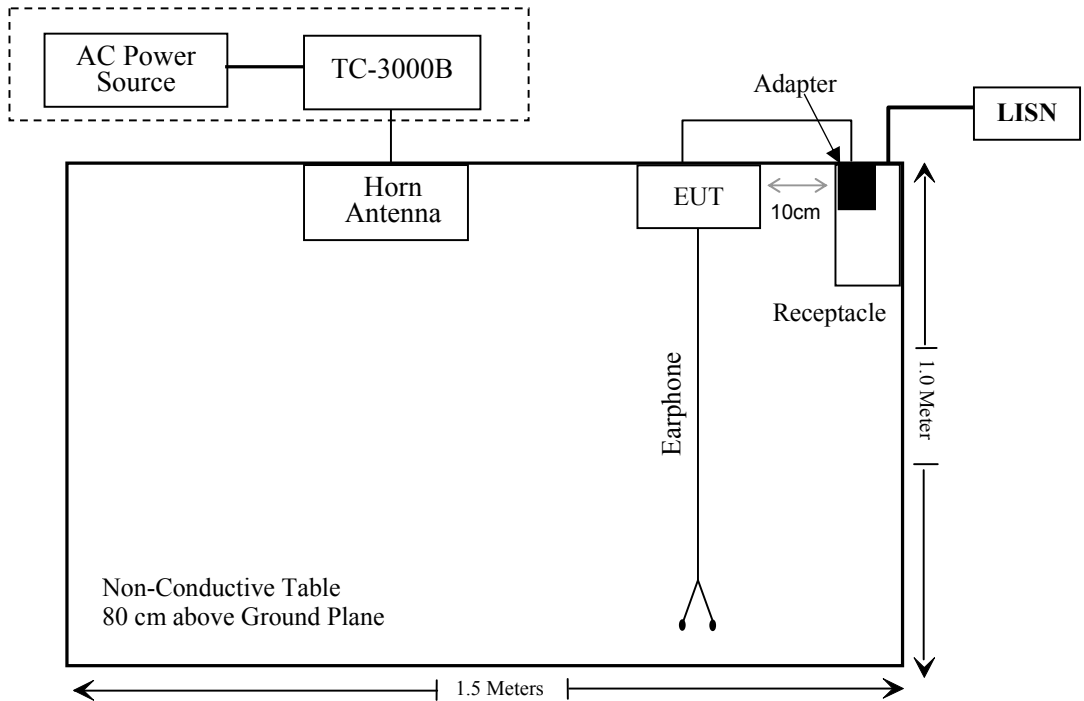 AC Power
Source
TC-3000B
Adapter
LISN
Horn
Antenna
EUT
10cm
Receptacle
Earphone
1.0 Meter
Non-Conductive Table
80 cm above Ground Plane
1.5 Meters